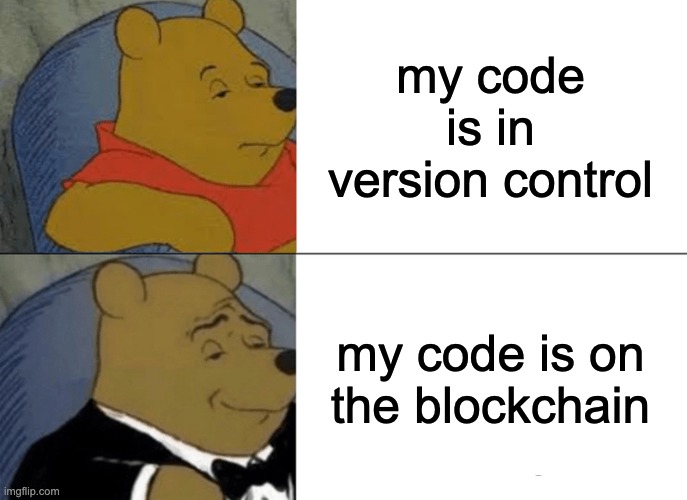 my code
is in
version control
my code is on
the blockchain
imgflip.com